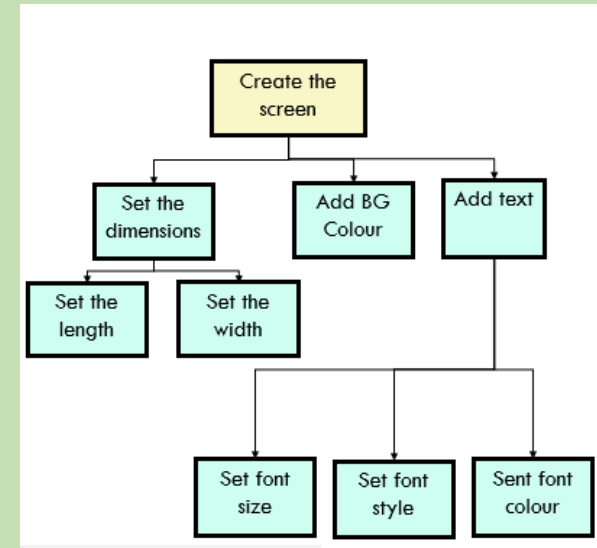 Create the
screen
Set the
dimensions
Add BG
Colour
Add text
Set the
length
Set the
width
Set font
size
Set font
style
Sent font
colour